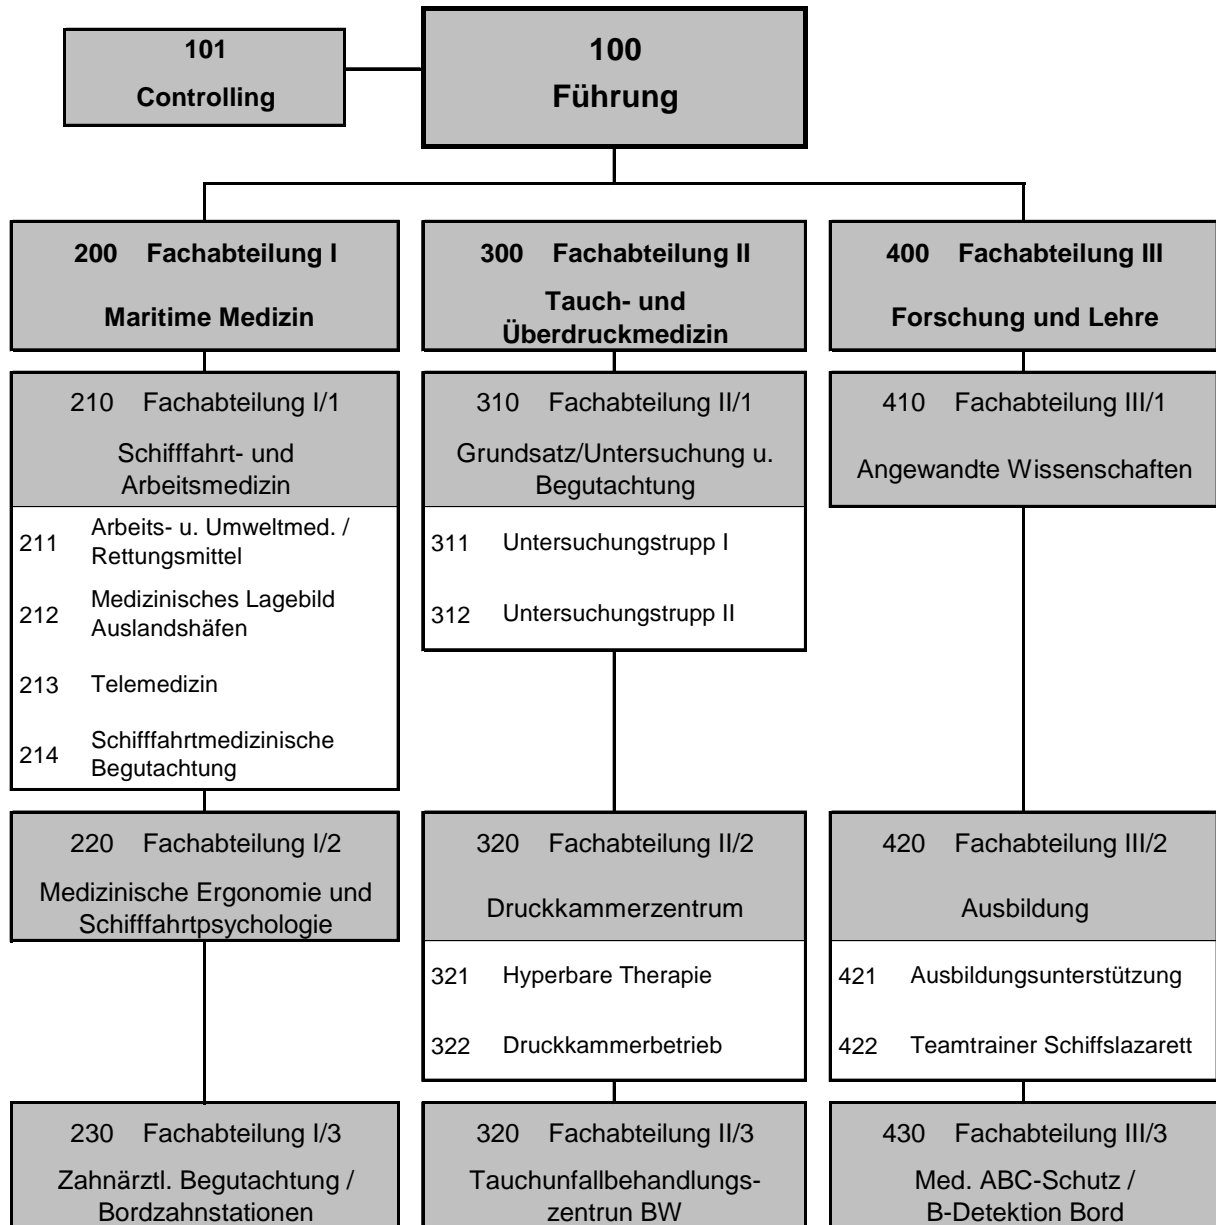 101
Controlling
100
Führung
200 Fachabteilung I
Maritime Medizin
300 Fachabteilung II
Tauch- und
Überdruckmedizin
400 Fachabteilung III
Forschung und Lehre
210 Fachabteilung I/1
Schifffahrt- und
Arbeitsmedizin
211 Arbeits- u. Umweltmed. /
Rettungsmittel
212 Medizinisches Lagebild
Auslandshäfen
213 Telemedizin
214 Schifffahrtmedizinische
Begutachtung
310 Fachabteilung II/1
Grundsatz/Untersuchung u.
Begutachtung
311 Untersuchungstrupp I
312 Untersuchungstrupp II
410 Fachabteilung III/1
Angewandte Wissenschaften
220 Fachabteilung I/2
Medizinische Ergonomie und
Schifffahrtpsychologie
320 Fachabteilung II/2
Druckkammerzentrum
321 Hyperbare Therapie
322 Druckkammerbetrieb
420 Fachabteilung III/2
Ausbildung
421 Ausbildungsunterstützung
422 Teamtrainer Schiffslazarett
230 Fachabteilung I/3
Zahnärztl. Begutachtung /
Bordzahnstationen
320 Fachabteilung II/3
Tauchunfallbehandlungs-
zentrun BW
430 Fachabteilung III/3
Med. ABC-Schutz /
B-Detektion Bord